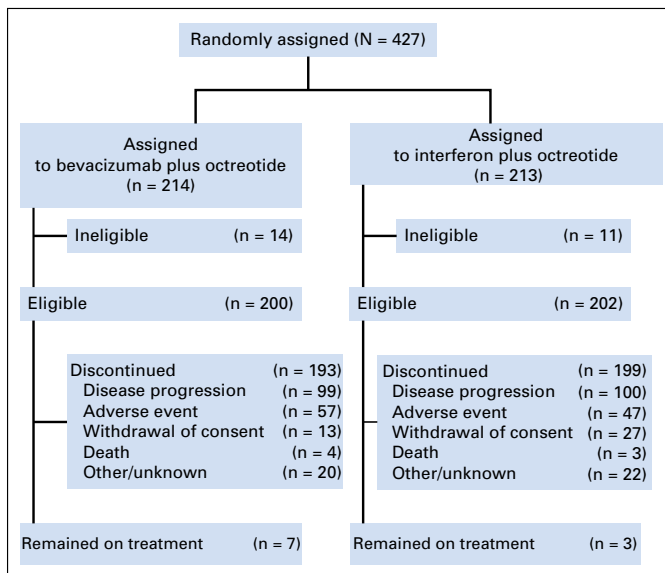 Randomly assigned (N = 427)
Assigned
to bevacizumab plus octreotide
(n = 214)
Ineligible (n = 14)
Eligible (n = 200)
Discontinued (n = 193)
Disease progression (n = 99)
Adverse event (n = 57)
Withdrawal of consent (n = 13)
Death (n = 4)
Other/unknown (n = 20)
Remained on treatment (n = 7)
Assigned
to interferon plus octreotide
(n = 213)
Ineligible (n = 11)
Eligible (n = 202)
Discontinued (n = 199)
Disease progression (n = 100)
Adverse event (n = 47)
Withdrawal of consent (n = 27)
Death (n = 3)
Other/unknown (n = 22)
Remained on treatment (n = 3)